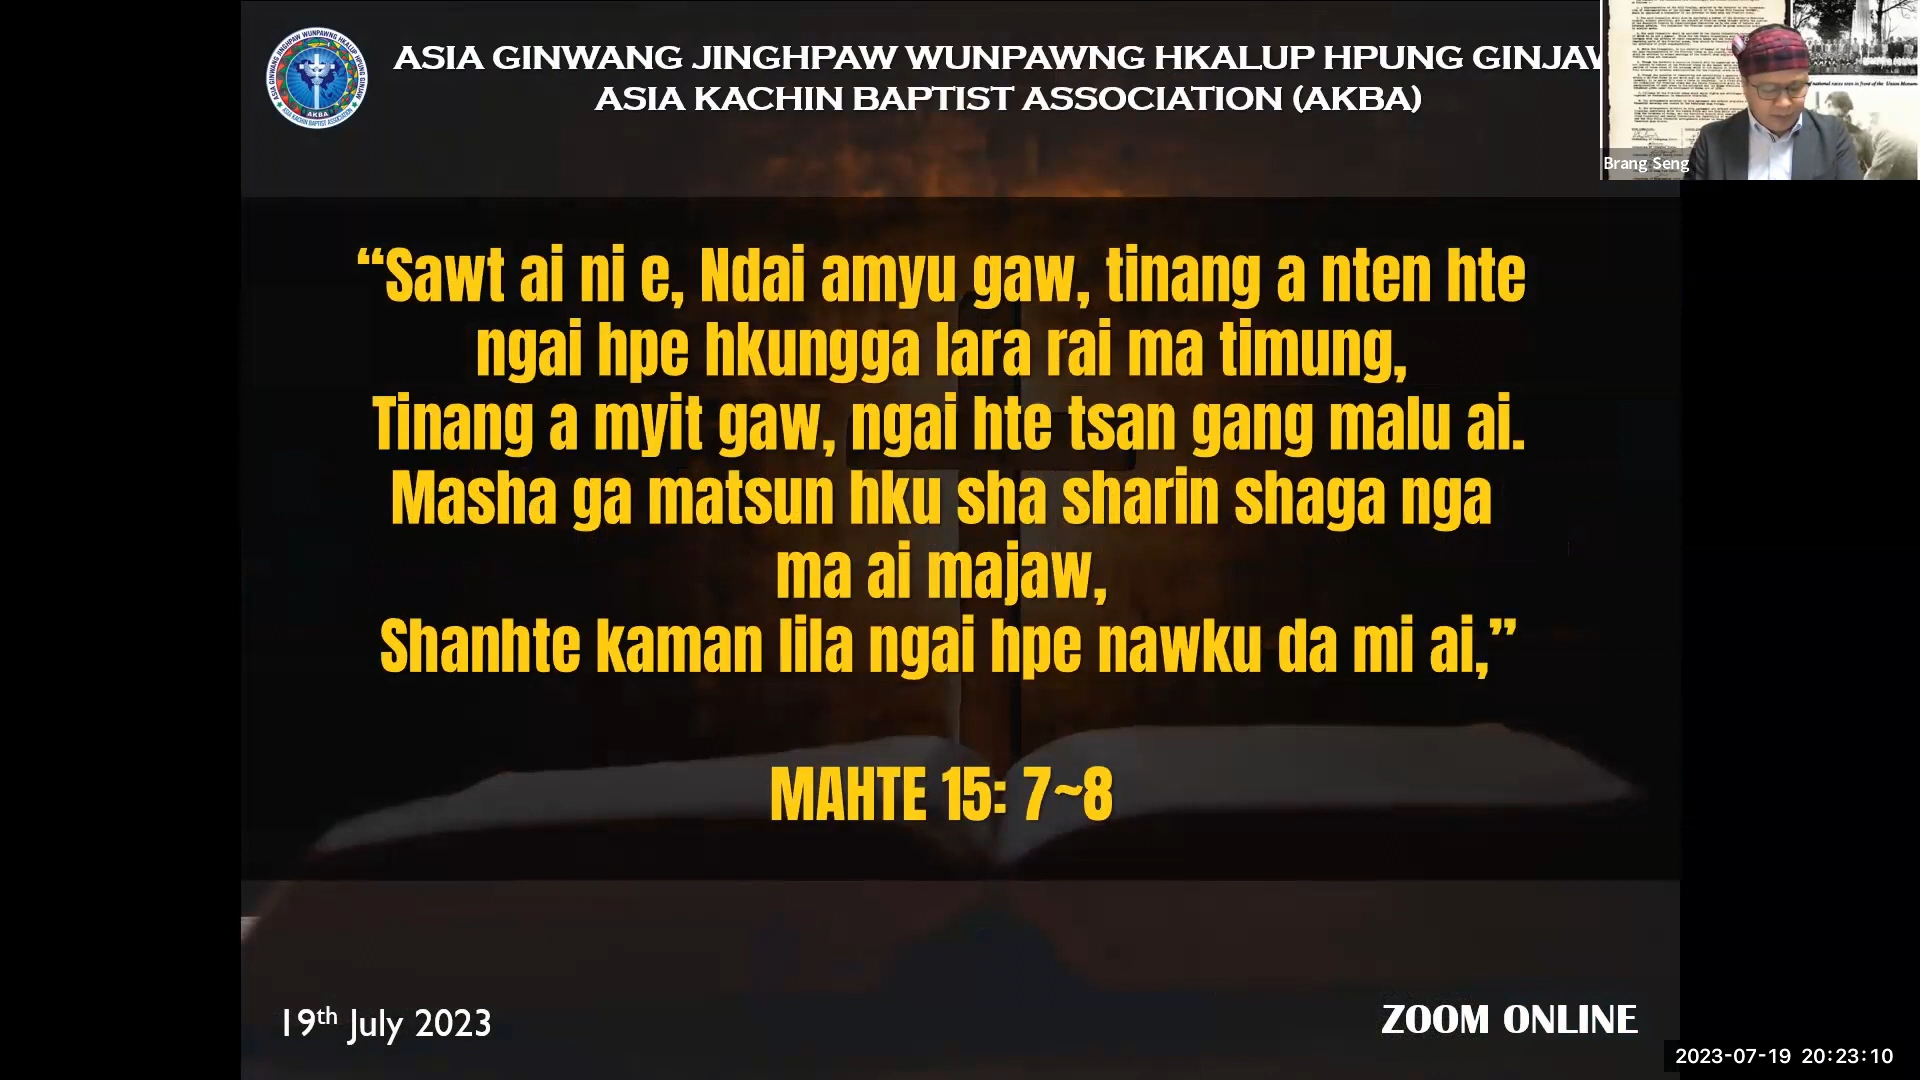 ASIA GINWANG JINGHPAW WUNPAWNG HKALUP HPUNG GINJAW
ASIA KACHIN BAPTIST ASSOCIATION (AKBA)
AKBA
Brang Seng
“Sawt ai ni e, Ndai amyu gaw, tinang a nten hte
ngai hpe hkungga lara rai ma timung,
Tinang a myit gaw, ngai hte tsan gang malu ai.
Masha ga matsun hku sha sharin shaga nga
ma ai majaw,
Shanhte kaman lila ngai hpe nawku da mi ai,”
MAHTE 15: 7~8
19th July 2023
ZOOM ONLINE
2023-07-19 20:23:10